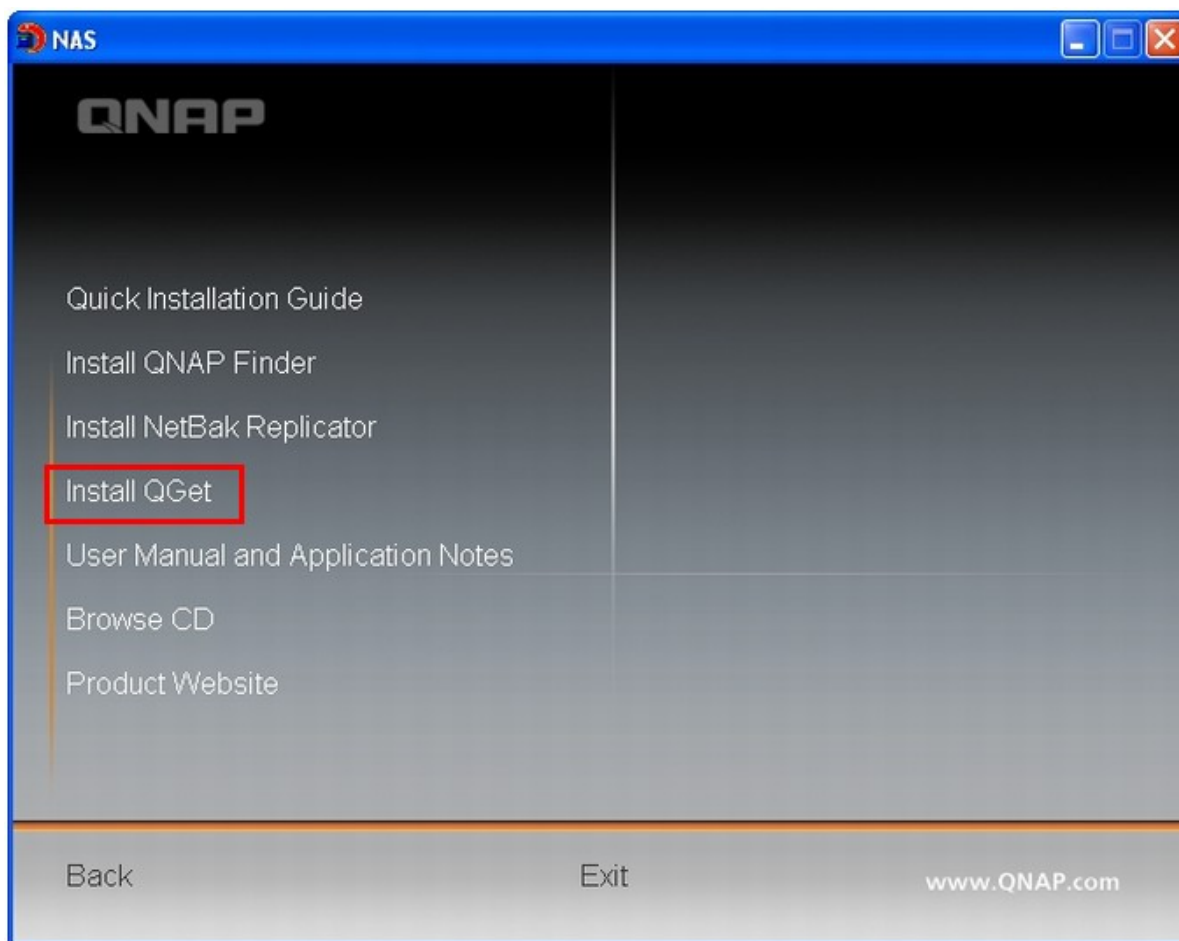 NAS
QNAP
Quick Installation Guide
Install QNAP Finder
Install NetBak Replicator
Install QGet
User Manual and Application Notes
Browse CD
Product Website
Back
Exit
www.QNAP.com